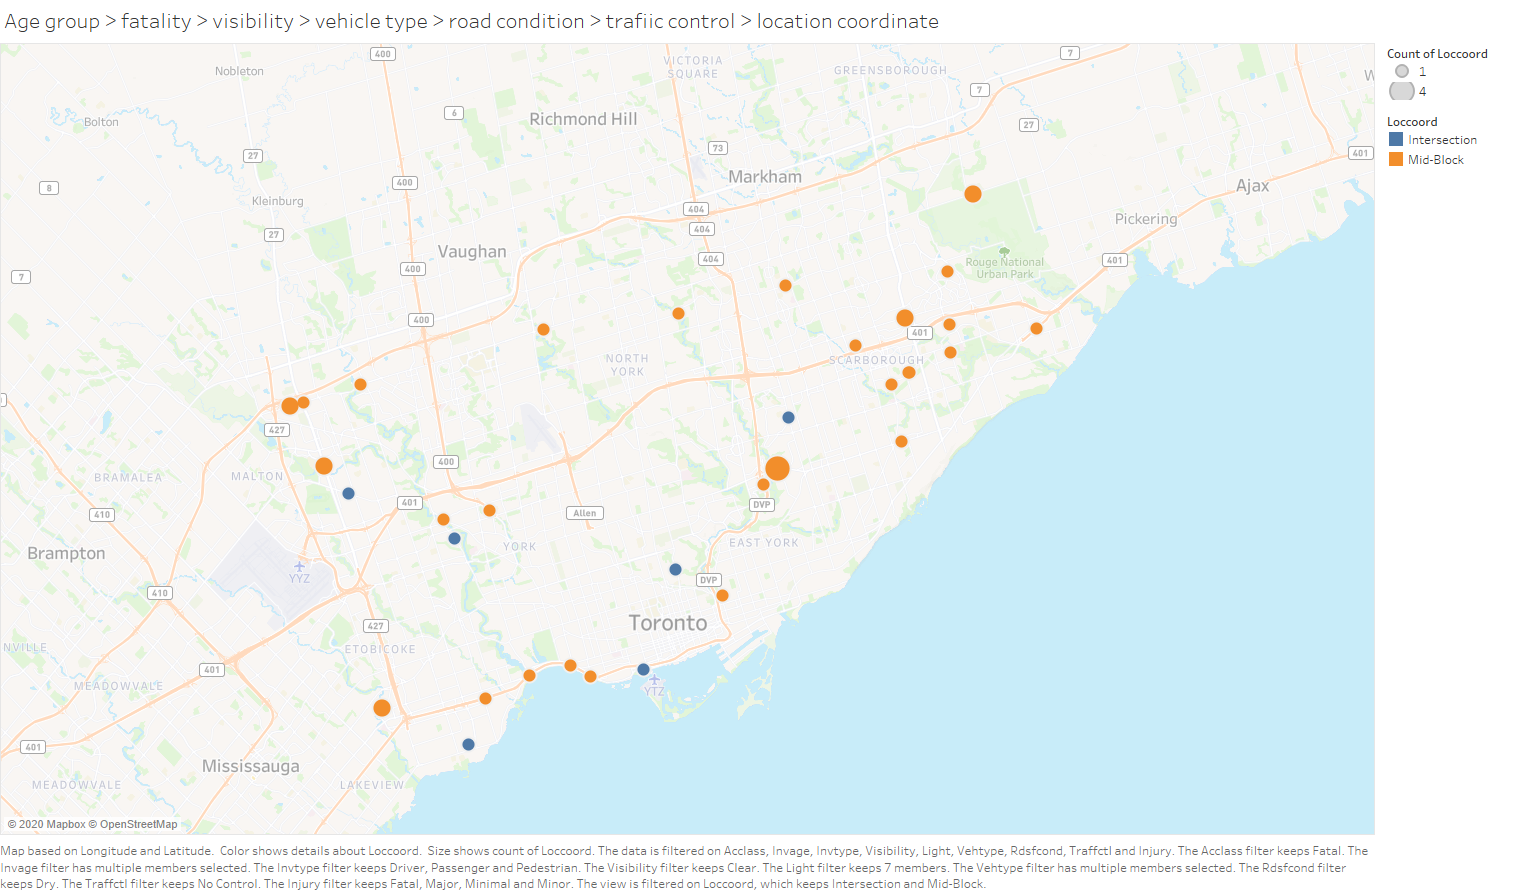 Age group > fatality > visibility > vehicle type > road condition > trafiic control > location coordinate
Count of Loccoord
1
4
Loccoord
Intersection
Mid-Block
400
7
VICTORIA
SQUARE
GREENSBOROUGH
Nobleton
7
6
Richmond Hill
Bolton
27
73
27
401
Markham
400
8
Ajax
Kleinburg
404
Pickering
404
27
Vaughan
404
401
Rouge National
Urban Park
7
400
400
401
NORTH
YORK
SCARBOROUGH
427
400
MALTON
BRAMALEA
401
DVP
410
Allen
EAST YORK
YORK
Brampton
YYZ
DVP
410
Toronto
427
NVILLE
ETOBICOKE
401
MEADOWVALE
YTZ
401
Mississauga
MEADOWVALE
LAKEVIEW
© 2020 Mapbox © OpenStreetMap
Map based on Longitude and Latitude.  Color shows details about Loccoord.  Size shows count of Loccoord. The data is filtered on Acclass, Invage, Invtype, Visibility, Light, Vehtype, Rdsfcond, Traffctl and Injury. The Acclass filter keeps Fatal. The
Invage filter has multiple members selected. The Invtype filter keeps Driver, Passenger and Pedestrian. The Visibility filter keeps Clear. The Light filter keeps 7 members. The Vehtype filter has multiple members selected. The Rdsfcond filter
keeps Dry. The Traffctl filter keeps No Control. The Injury filter keeps Fatal, Major, Minimal and Minor. The view is filtered on Loccoord, which keeps Intersection and Mid-Block.